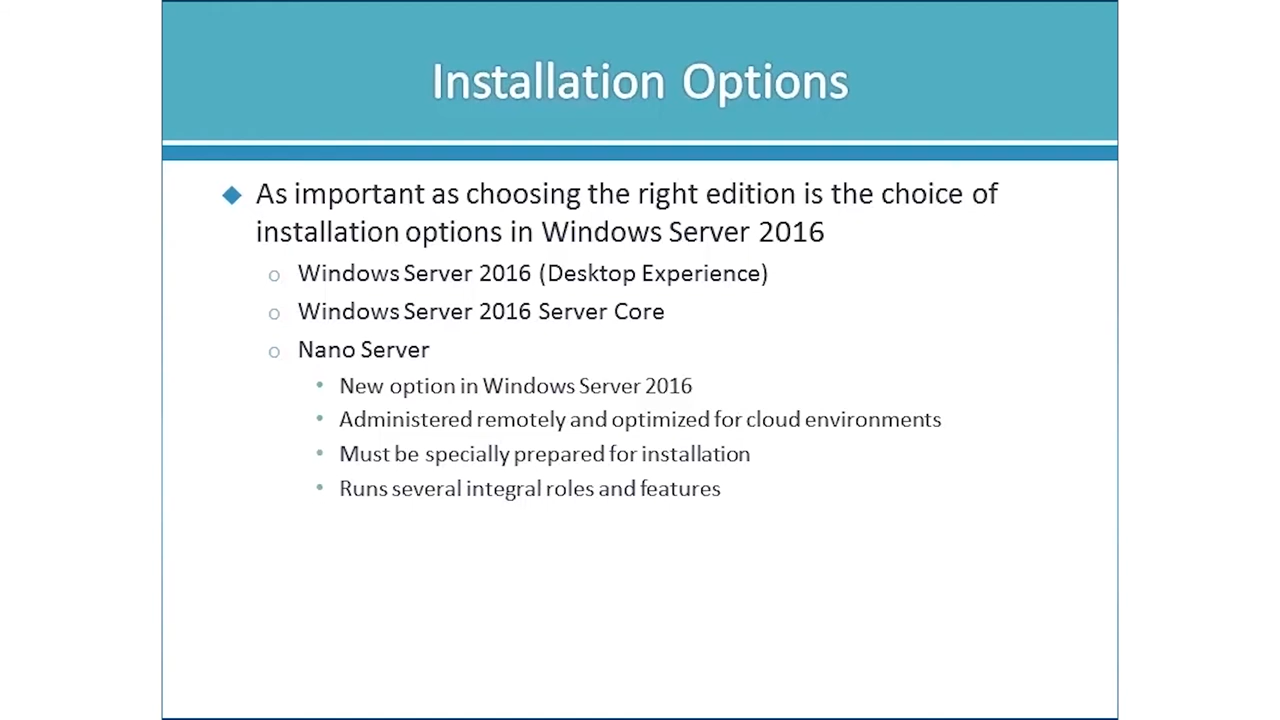 Installation Options
As important as choosing the right edition is the choice of
installation options in Windows Server 2016
Windows Server 2016 (Desktop Experience)
Windows Server 2016 Server Core
Nano Server
New option in Windows Server 2016
Administered remotely and optimized for cloud environments
Must be specially prepared for installation
Runs several integral roles and features